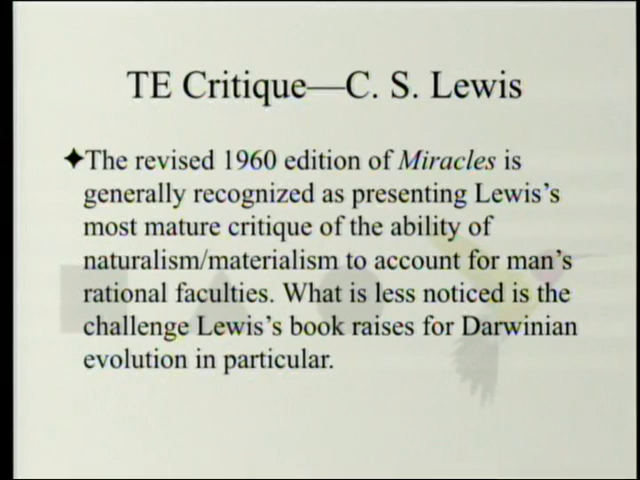 TE Critique—C. S. Lewis
✦The revised 1960 edition of Miracles is
generally recognized as presenting Lewis's
most mature critique of the ability of
naturalism/materialism to account for man's
rational faculties. What is less noticed is the
challenge Lewis's book raises for Darwinian
evolution in particular.